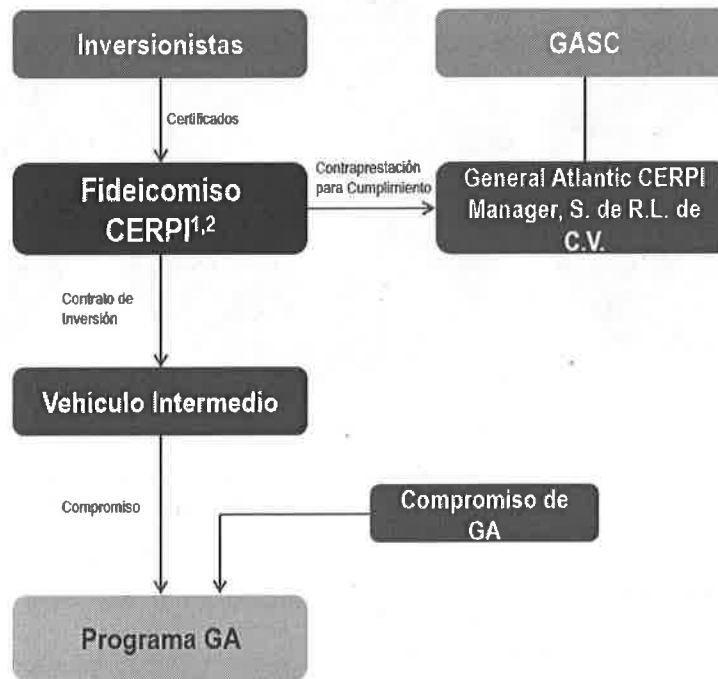 Inversionistas
GASC
Certificados
Fideicomiso
CERPI1,2
Contraprestación
para Cumplimiento
General Atlantic CERPI
Manager, S. de R.L. de
C.V.
Contrato de
Inversión
Vehículo Intermedio
Compromiso
Compromiso de
GA
Programa GA